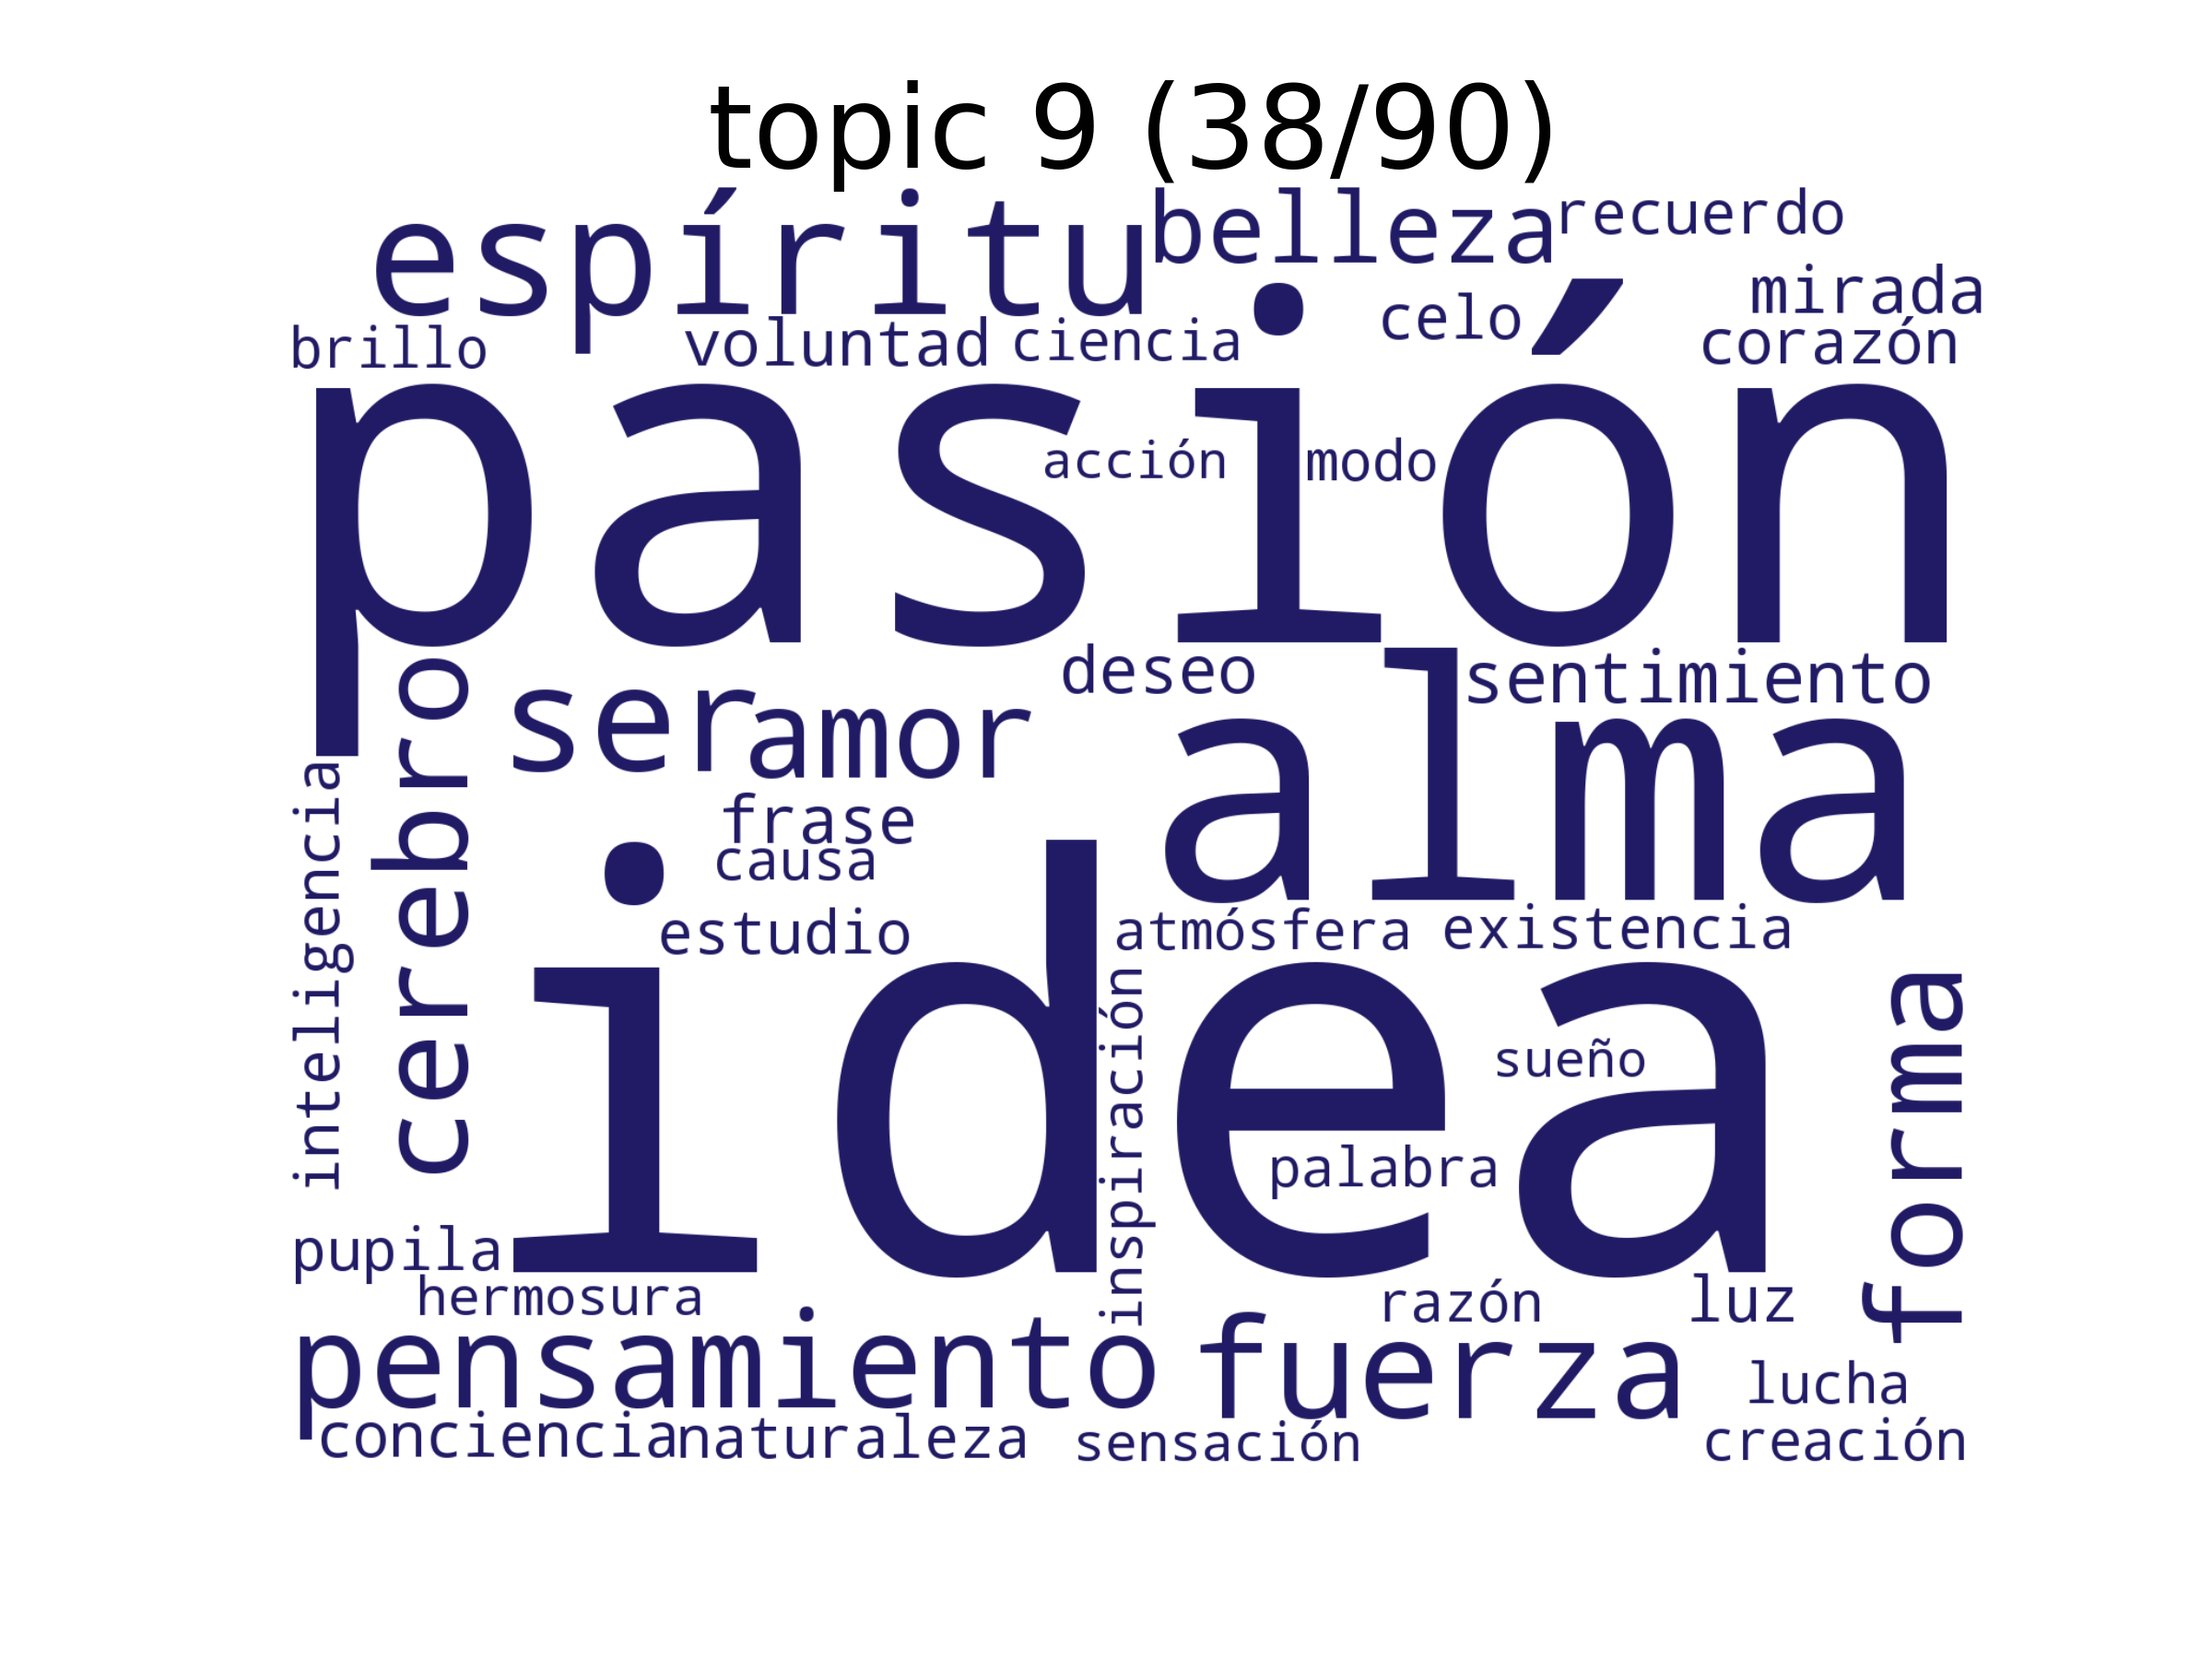 topic 9 (38/90)
espíritu
belleza
recuerdo
mirada
celo
corazón
brillo
voluntad
ciencia
pasión
acción
modo
deseo
sentimiento
ser
amor
alma
cerebro
inteligencia
frase
causa
estudio
atmósfera
existencia
idea
inspiración
sueño
palabra
forma
pupila
hermosura
razón
luz
pensamiento
fuerza
lucha
conciencia
naturaleza
sensación
creación